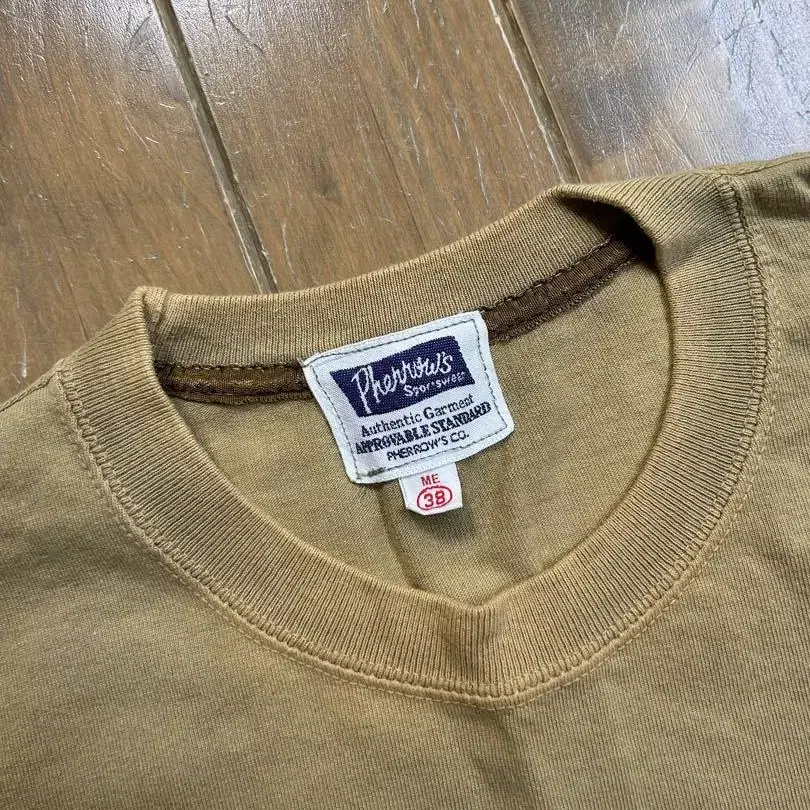 Pherrow's
Sportswear
Authentic Garment
APPROVABLE STANDARD
PHERROW'S CO.
ME
38